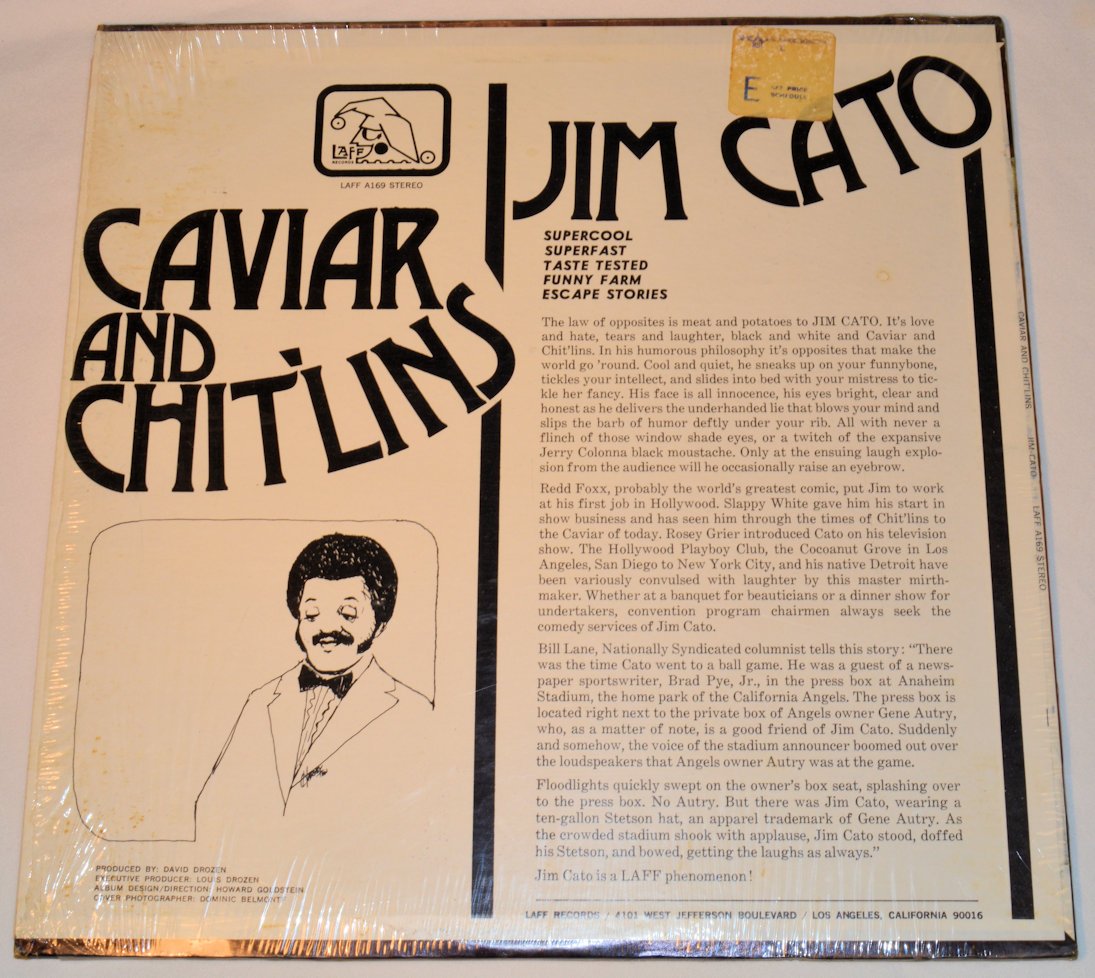 LAFF
RECORDS
LAFF A169 STEREO
CAVIAR
AND
CHIT'LINS
JIM CATO
E
SUPERCOOL
SUPERFAST
TASTE TESTED
FUNNY FARM
ESCAPE STORIES
The law of opposites is meat and potatoes to JIM CATO. It's love
and hate, tears and laughter, black and white and Caviar and
Chit'lins. In his humorous philosophy it's opposites that make the
world go 'round. Cool and quiet, he sneaks up on your funnybone,
tickles your intellect, and slides into bed with your mistress to tic-
kle her fancy. His face is all innocence, his eyes bright, clear and
honest as he delivers the underhanded lie that blows your mind and
slips the barb of humor deftly under your rib. All with never a
flinch of those window shade eyes, or a twitch of the expansive
Jerry Colonna black moustache. Only at the ensuing laugh explo-
sion from the audience will he occasionally raise an eyebrow.
Redd Foxx, probably the world's greatest comic, put Jim to work
at his first job in Hollywood. Slappy White gave him his start in
show business and has seen him through the times of Chit'lins to
the Caviar of today. Rosey Grier introduced Cato on his television
show. The Hollywood Playboy Club, the Cocoanut Grove in Los
Angeles, San Diego to New York City, and his native Detroit have
been variously convulsed with laughter by this master mirth-
maker. Whether at a banquet for beauticians or a dinner show for
undertakers, convention program chairmen always seek the
comedy services of Jim Cato.
Bill Lane, Nationally Syndicated columnist tells this story: "There
was the time Cato went to a ball game. He was a guest of a news-
paper sportswriter, Brad Pye, Jr., in the press box at Anaheim
Stadium, the home park of the California Angels. The press box is
located right next to the private box of Angels owner Gene Autry,
who, as a matter of note, is a good friend of Jim Cato. Suddenly
and somehow, the voice of the stadium announcer boomed out over
the loudspeakers that Angels owner Autry was at the game.
Floodlights quickly swept on the owner's box seat, splashing over
to the press box. No Autry. But there was Jim Cato, wearing a
ten-gallon Stetson hat, an apparel trademark of Gene Autry. As
the crowded stadium shook with applause, Jim Cato stood, doffed
his Stetson, and bowed, getting the laughs as always."
Jim Cato is a LAFF phenomenon!
PRODUCED BY: DAVID DROZEN
EXECUTIVE PRODUCER: LOUIS DROZEN
ALBUM DESIGN/DIRECTION: HOWARD GOLDSTEIN
COVER PHOTOGRAPHER: DOMINIC BELMONTE
LAFF RECORDS / 4101 WEST JEFFERSON BOULEVARD / LOS ANGELES, CALIFORNIA 90016
CAVIAR AND CHIT'LINS JIM CATO LAFF A169 STEREO